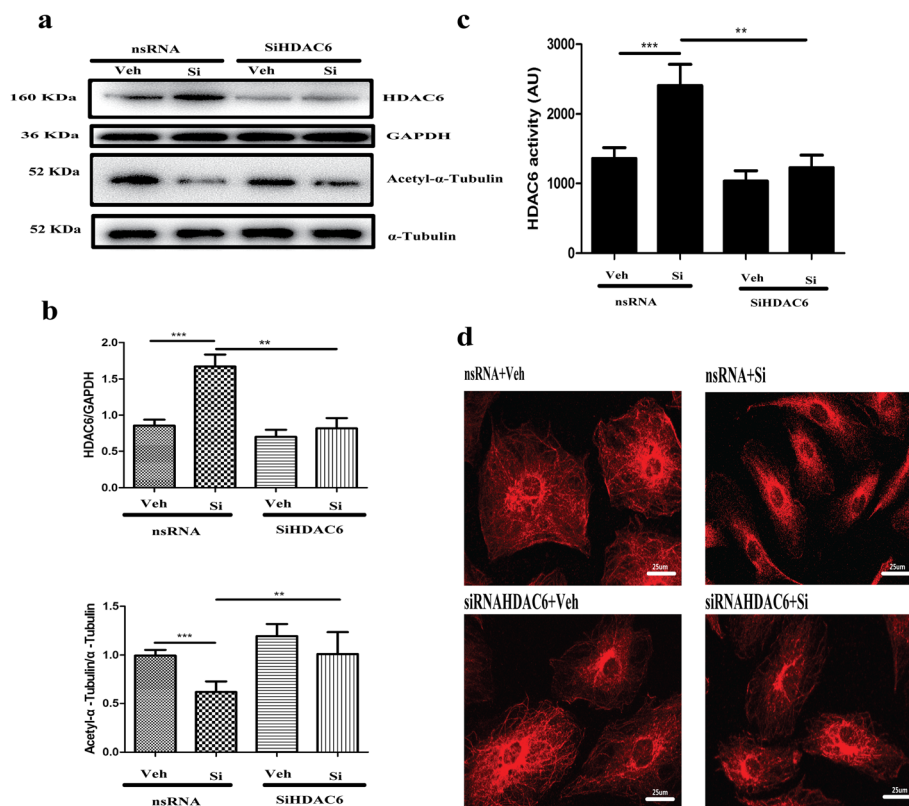 a
nsRNA SiHDAC6
Veh Si Veh Si
160 KDa HDAC6
36 KDa GAPDH
52 KDa Acetyl-α-Tubulin
52 KDa α-Tubulin
b
HDAC6/GAPDH
2.0
1.5
1.0
0.5
0.0
***
**
Veh Si Veh Si
nsRNA SiHDAC6
Acetyl-α -Tubulin/α -Tubulin
1.5
1.0
0.5
0.0
***
**
Veh Si Veh Si
nsRNA SiHDAC6
c
HDAC6 activity (AU)
3000
2000
1000
0
***
**
Veh Si Veh Si
nsRNA SiHDAC6
d
nsRNA+Veh nsRNA+Si
25um 25um
siRNAHDAC6+Veh siRNAHDAC6+Si
25um 25um